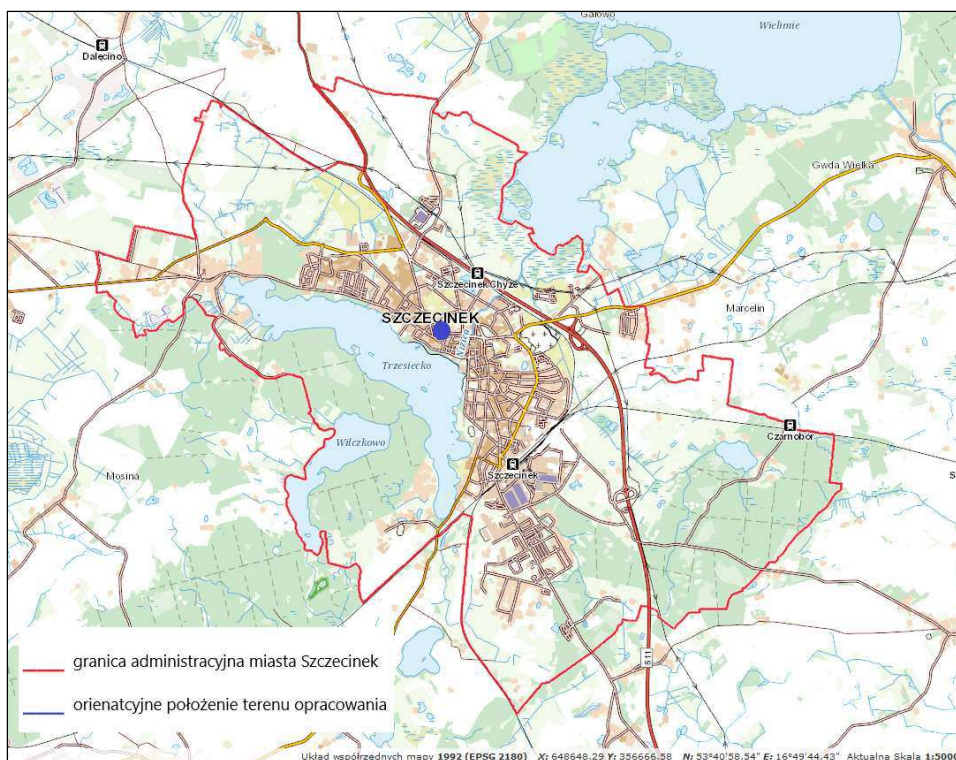 Gałowo
Wielimie
Dalęcino
Gwda Wielka
Szczecinek Chyże
Marcelin
SZCZECINEK
Nizica
Trzesiecko
Wilczkowo
Czarnobór
Mosina
Szczecinek
S
S 11
granica administracyjna miasta Szczecinek
orienatcyjne położenie terenu opracowania
Układ współrzędnych mapy 1992 (EPSG 2180) X: 648648.29 Y: 356666.58 N: 53°40'58.54" E: 16°49'44.43" Aktualna Skala 1:5000